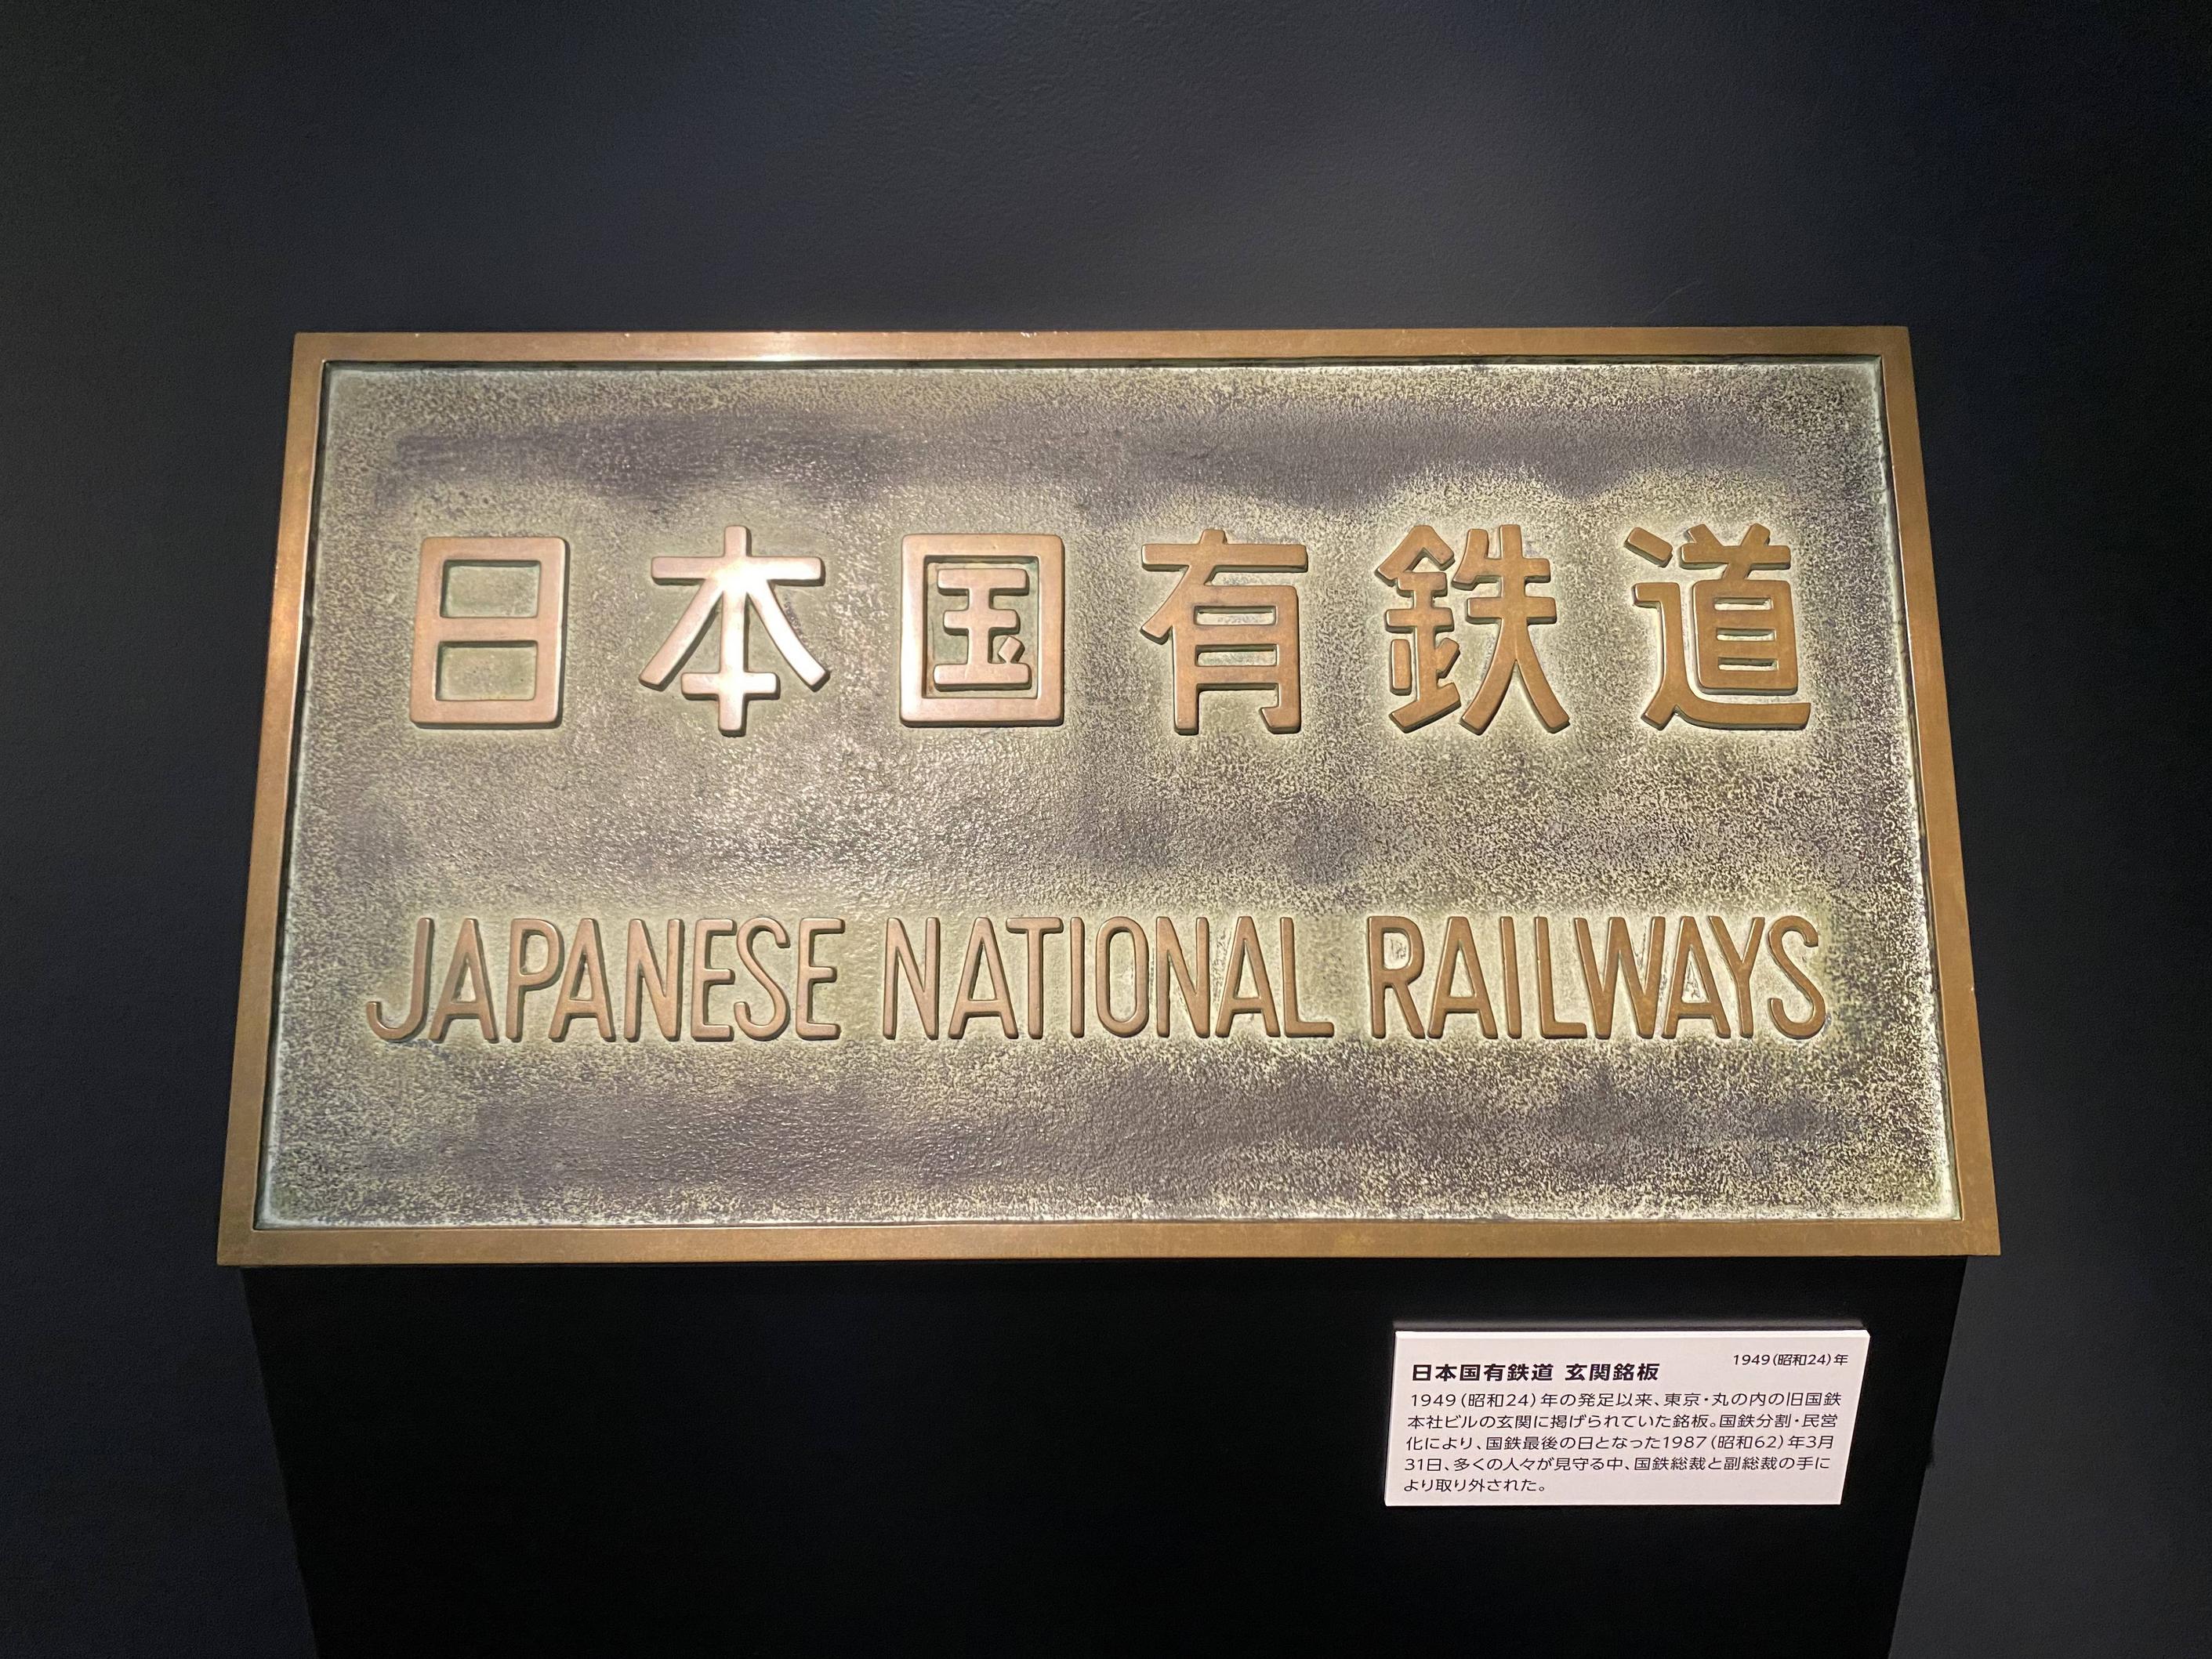 日本国有鉄道
JAPANESE NATIONAL RAILWAYS
日本国有鉄道 玄関銘板 1949(昭和24)年
1949(昭和24)年の発足以来、東京・丸の内の旧国鉄
本社ビルの玄関に掲げられていた銘板。国鉄分割・民営
化により、国鉄最後の日となった1987(昭和62)年3月
31日、多くの人々が見守る中、国鉄総裁と副総裁の手に
より取り外された。